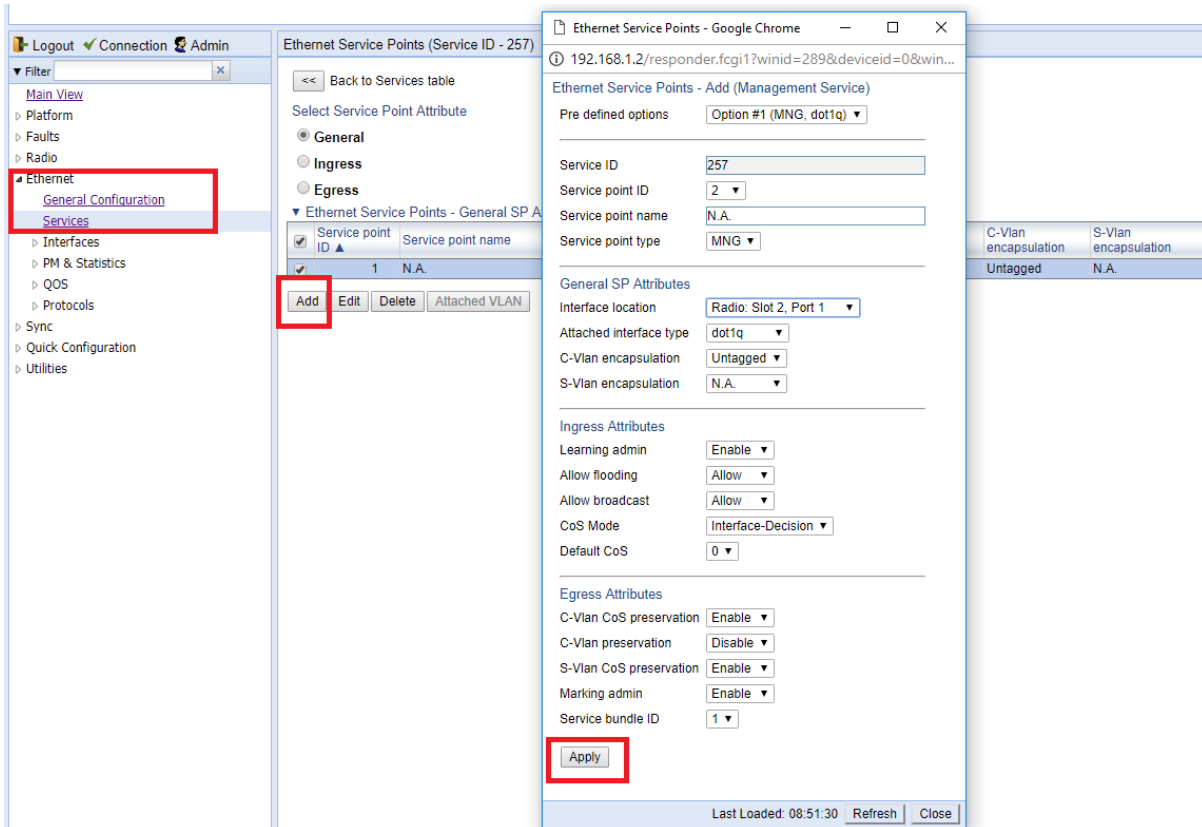 Logout Connection Admin
Filter
Main View
Platform
Faults
Radio
Ethernet
General Configuration
Services
Interfaces
PM & Statistics
QOS
Protocols
Sync
Quick Configuration
Utilities
Ethernet Service Points (Service ID - 257)
<< Back to Services table
Select Service Point Attribute
General
Ingress
Egress
Ethernet Service Points - General SP A
Service point ID ▲ Service point name C-Vlan encapsulation S-Vlan encapsulation
1 N.A. Untagged N.A.
Add Edit Delete Attached VLAN
Ethernet Service Points - Google Chrome
192.168.1.2/responder.fcgi1?winid=289&deviceid=0&win...
Ethernet Service Points - Add (Management Service)
Pre defined options Option #1 (MNG, dot1q)
Service ID 257
Service point ID 2
Service point name N.A.
Service point type MNG
General SP Attributes
Interface location Radio: Slot 2, Port 1
Attached interface type dot1q
C-Vlan encapsulation Untagged
S-Vlan encapsulation N.A.
Ingress Attributes
Learning admin Enable
Allow flooding Allow
Allow broadcast Allow
CoS Mode Interface-Decision
Default CoS 0
Egress Attributes
C-Vlan CoS preservation Enable
C-Vlan preservation Disable
S-Vlan CoS preservation Enable
Marking admin Enable
Service bundle ID 1
Apply
Last Loaded: 08:51:30 Refresh Close